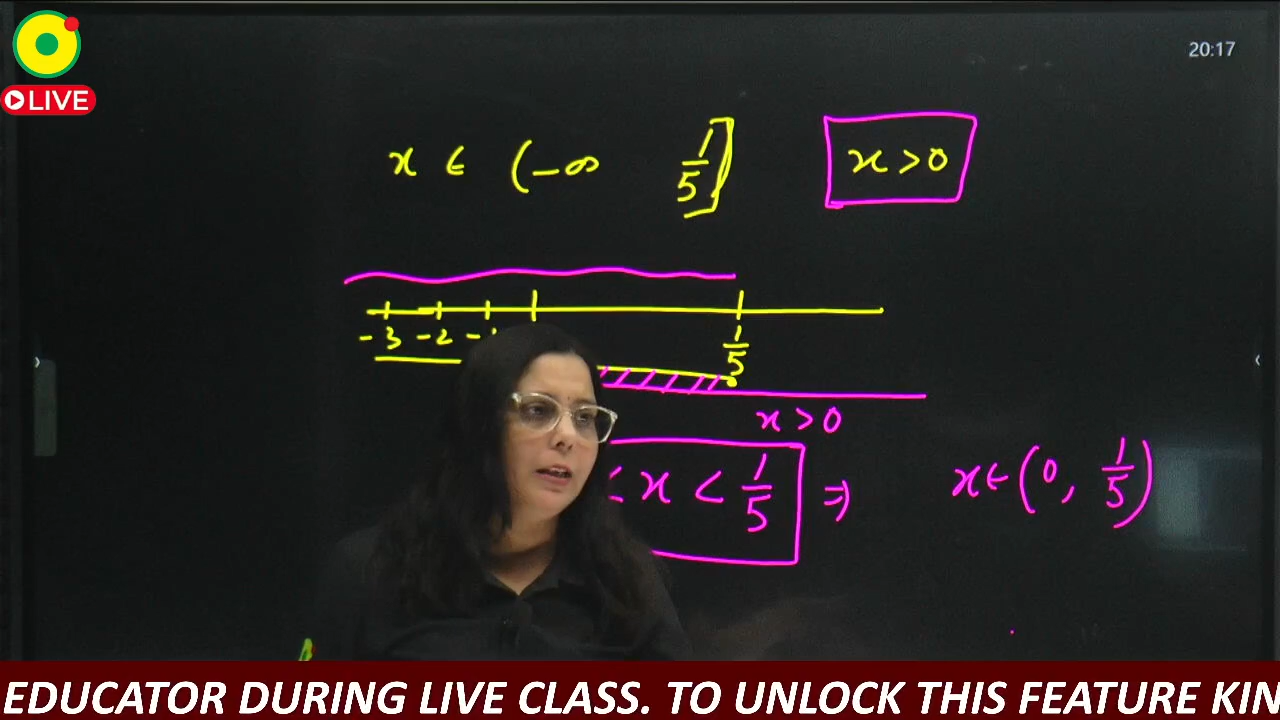 20:17
LIVE
x ∈ (-∞ 1/5]
x > 0
-3 -2 -
1/5
x > 0
< x < 1/5 ⇒ x ∈ (0, 1/5)
EDUCATOR DURING LIVE CLASS. TO UNLOCK THIS FEATURE KIN